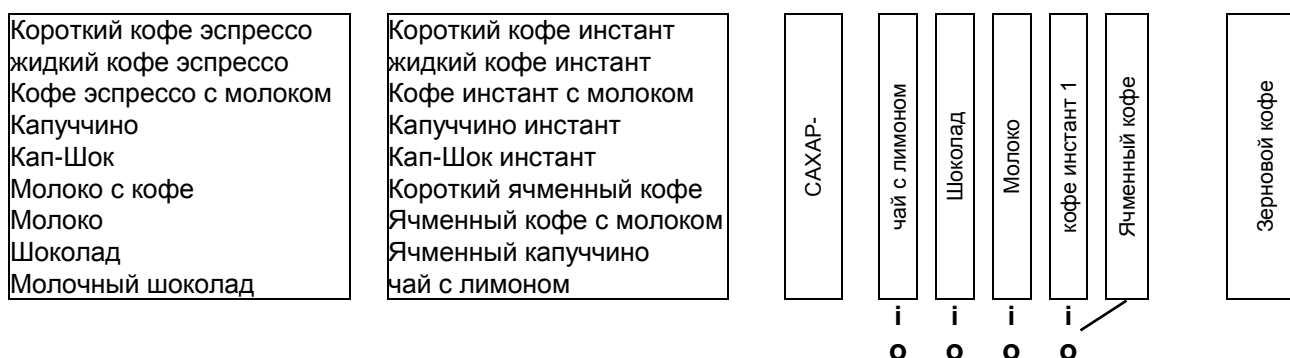 Короткий кофе эспрессо
жидкий кофе эспрессо
Кофе эспрессо с молоком
Капуччино
Кап-Шок
Молоко с кофе
Молоко
Шоколад
Молочный шоколад
Короткий кофе инстант
жидкий кофе инстант
Кофе инстант с молоком
Капуччино инстант
Кап-Шок инстант
Короткий ячменный кофе
Ячменный кофе с молоком
Ячменный капуччино
чай с лимоном
САХАР-
чай с лимоном
Шоколад
Молоко
кофе инстант 1
Ячменный кофе
Зерновой кофе
i i i i
o o o o